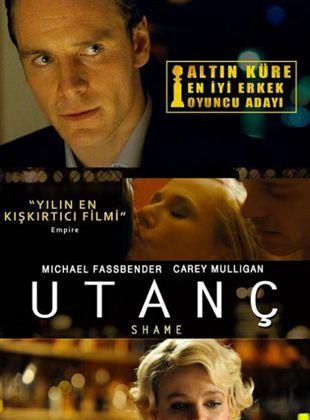 ALTIN KÜRE
EN İYİ ERKEK
OYUNCU ADAYI
"YILIN EN
KIŞKIRTICI FİLMİ"
Empire
MICHAEL FASSBENDER CAREY MULLIGAN
UTANÇ
SHAME